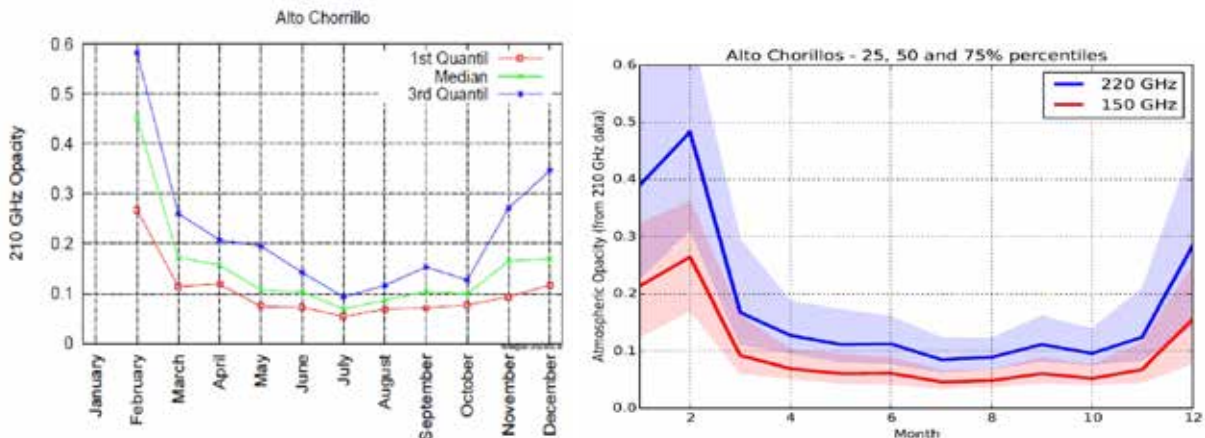 Alto Chorrillo
210 GHz Opacity
0.6
0.5
0.4
0.3
0.2
0.1
0
1st Quantil
Median
3rd Quantil
January
February
March
April
May
June
July
August
September
October
November
December
Alto Chorillos - 25, 50 and 75% percentiles
Atmospheric Opacity (from 210 GHz data)
0.6
0.5
0.4
0.3
0.2
0.1
0.0
220 GHz
150 GHz
2
4
6
8
10
12
Month